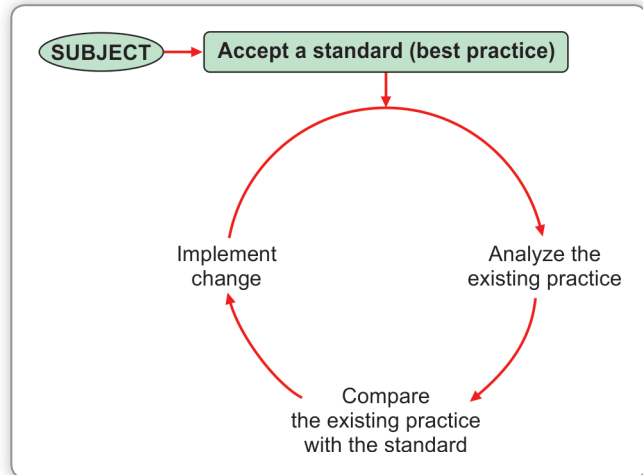 SUBJECT
Accept a standard (best practice)
Implement
change
Analyze the
existing practice
Compare
the existing practice
with the standard